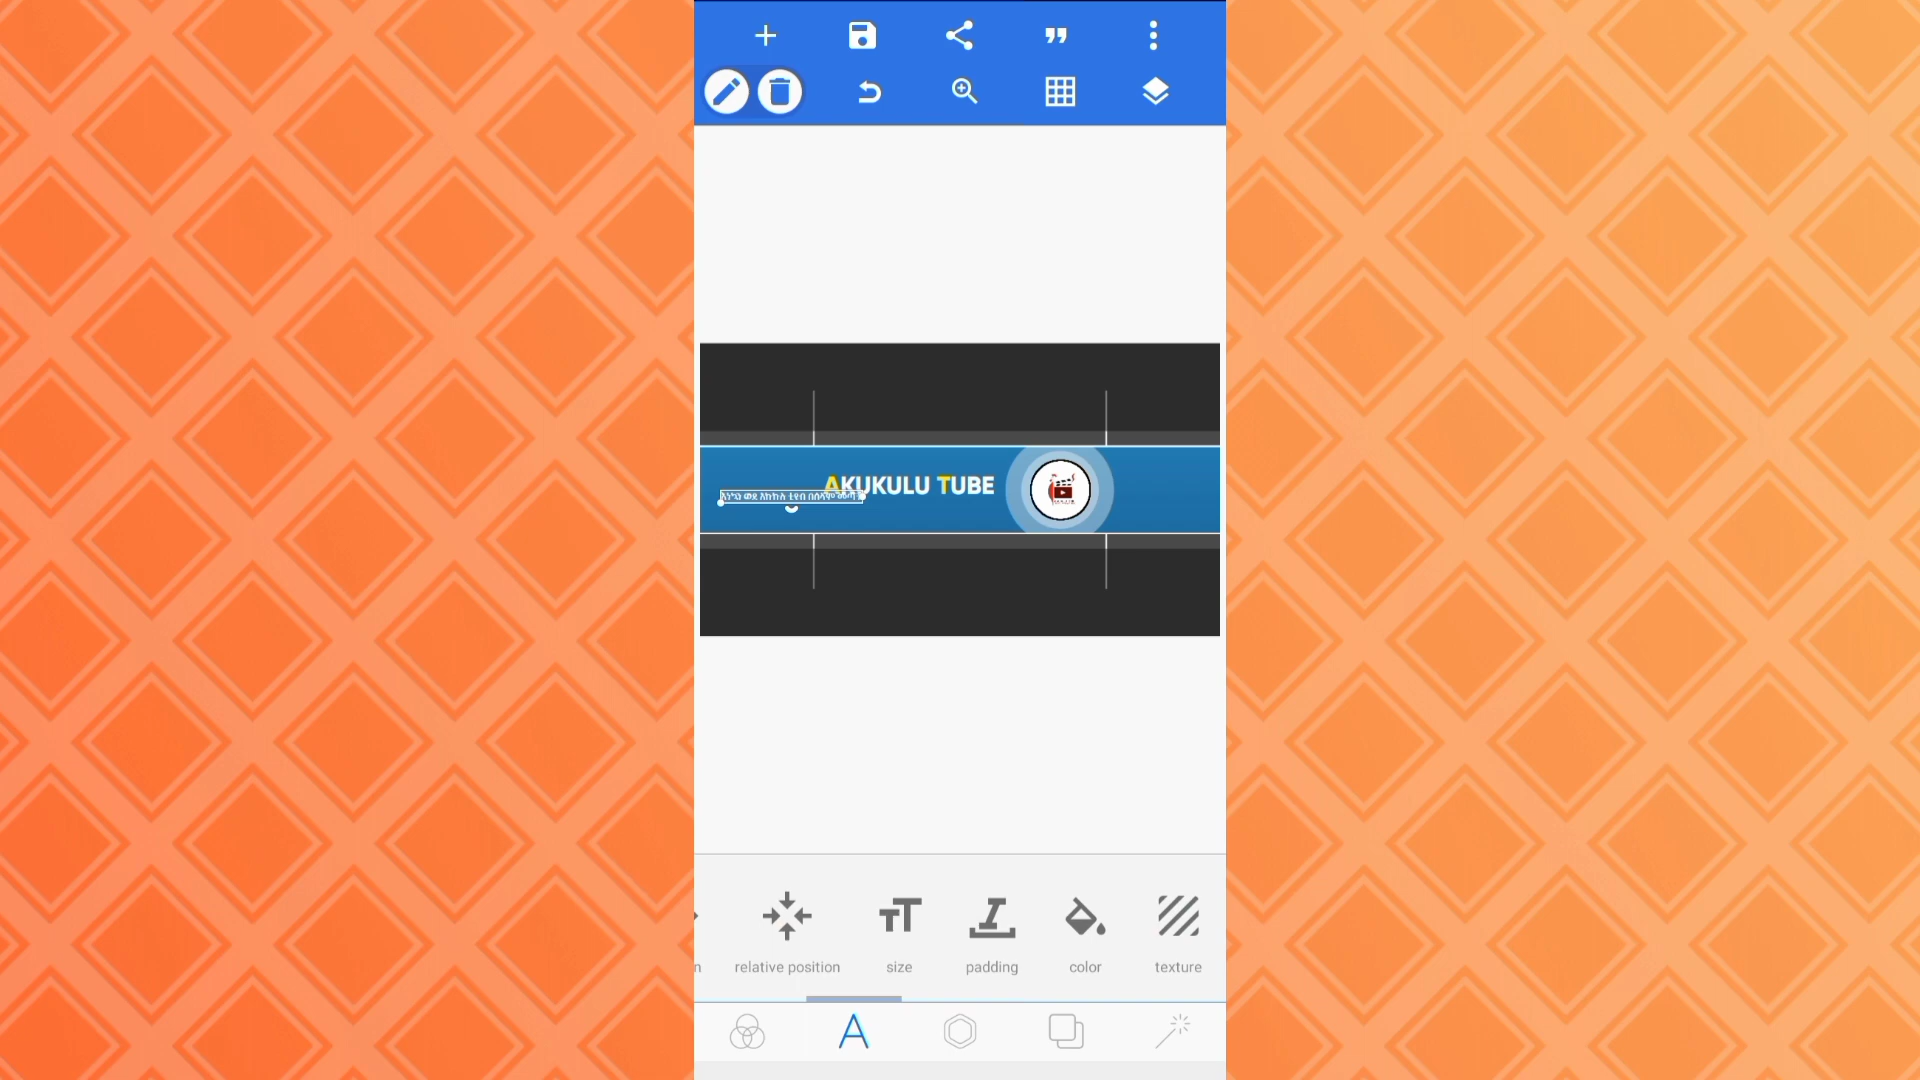 AKUKULU TUBE
relative position
size
padding
color
texture